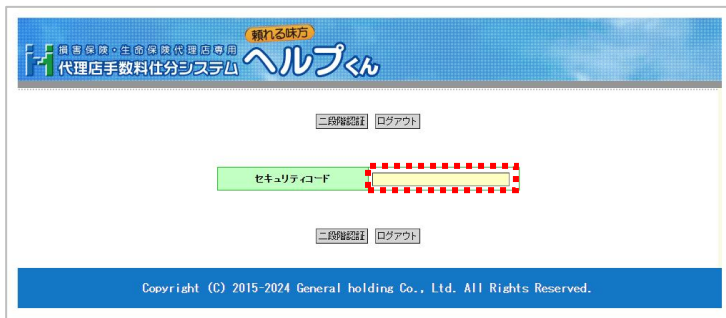 頼れる味方
損害保険・生命保険代理店専用
代理店手数料仕分システム
ヘルプくん
二段階認証 ログアウト
セキュリティコード
二段階認証 ログアウト
Copyright (C) 2015-2024 General holding Co., Ltd. All Rights Reserved.